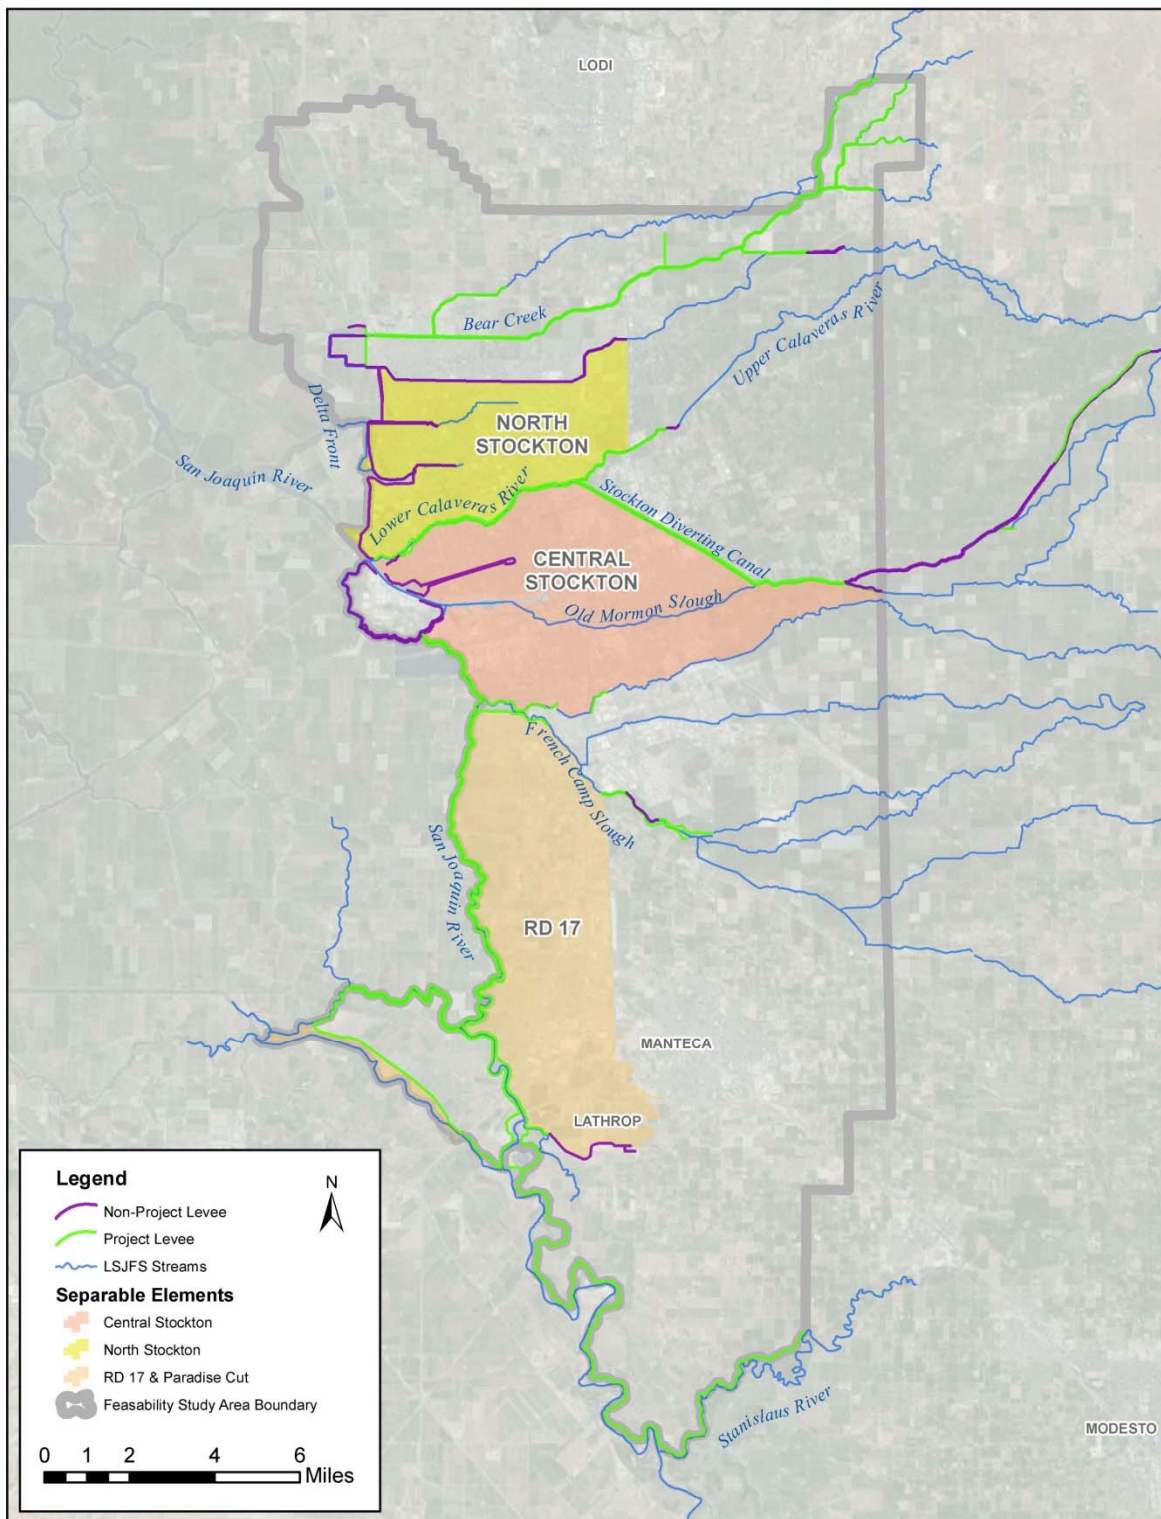 LODI
Bear Creek
Upper Calaveras River
Delta Front
NORTH
STOCKTON
San Joaquin River
Lower Calaveras River
Stockton Diverting Canal
CENTRAL
STOCKTON
Old Mormon Slough
French Camp Slough
San Joaquin River
RD 17
MANTECA
LATHROP
Stanislaus River
MODESTO
Legend
N
Non-Project Levee
Project Levee
LSJFS Streams
Separable Elements
Central Stockton
North Stockton
RD 17 & Paradise Cut
Feasability Study Area Boundary
0 1 2 4 6
Miles